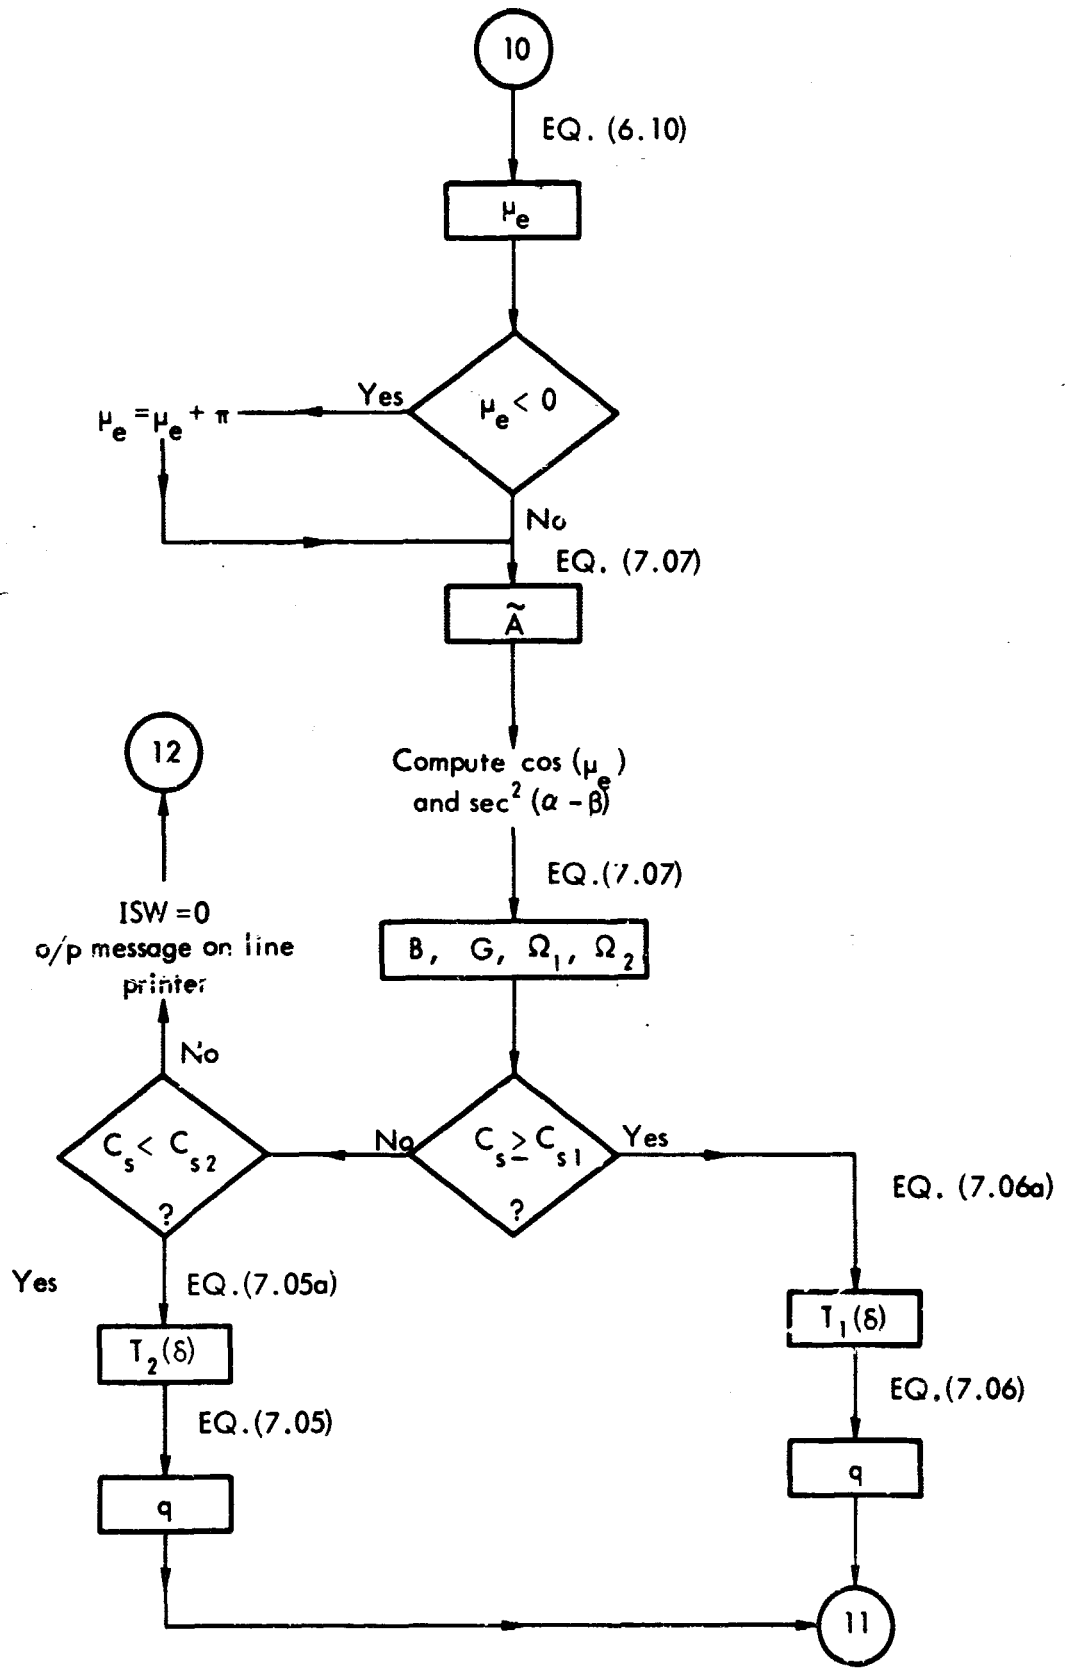 10
EQ. (6.10)
μe
μe < 0
Yes
μe = μe + π
No
EQ. (7.07)
Ã
Compute cos (μe)
and sec² (α - β)
EQ.(7.07)
B, G, Ω1, Ω2
12
ISW = 0
o/p message on line
printer
No
Cs < Cs2
?
No
Cs ≥ Cs1
?
Yes
EQ. (7.06a)
Yes
EQ.(7.05a)
T2(δ)
EQ.(7.05)
q
T1(δ)
EQ.(7.06)
q
11